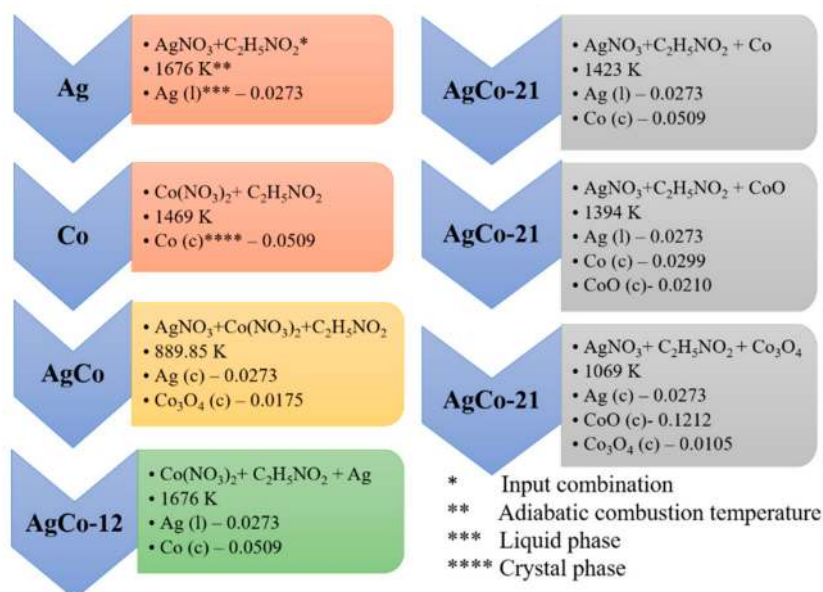 Ag
• AgNO₃+C₂H₅NO₂*
• 1676 K**
• Ag (l)*** – 0.0273
Co
• Co(NO₃)₂+ C₂H₅NO₂
• 1469 K
• Co (c)**** – 0.0509
AgCo
• AgNO₃+Co(NO₃)₂+C₂H₅NO₂
• 889.85 K
• Ag (c) – 0.0273
• Co₃O₄ (c) – 0.0175
AgCo-12
• Co(NO₃)₂+ C₂H₅NO₂ + Ag
• 1676 K
• Ag (l) – 0.0273
• Co (c) – 0.0509
AgCo-21
• AgNO₃+C₂H₅NO₂ + Co
• 1423 K
• Ag (l) – 0.0273
• Co (c) – 0.0509
AgCo-21
• AgNO₃+C₂H₅NO₂ + CoO
• 1394 K
• Ag (l) – 0.0273
• Co (c) – 0.0299
• CoO (c)- 0.0210
AgCo-21
• AgNO₃+ C₂H₅NO₂ + Co₃O₄
• 1069 K
• Ag (c) – 0.0273
• CoO (c)- 0.1212
• Co₃O₄ (c) – 0.0105
* Input combination
** Adiabatic combustion temperature
*** Liquid phase
**** Crystal phase